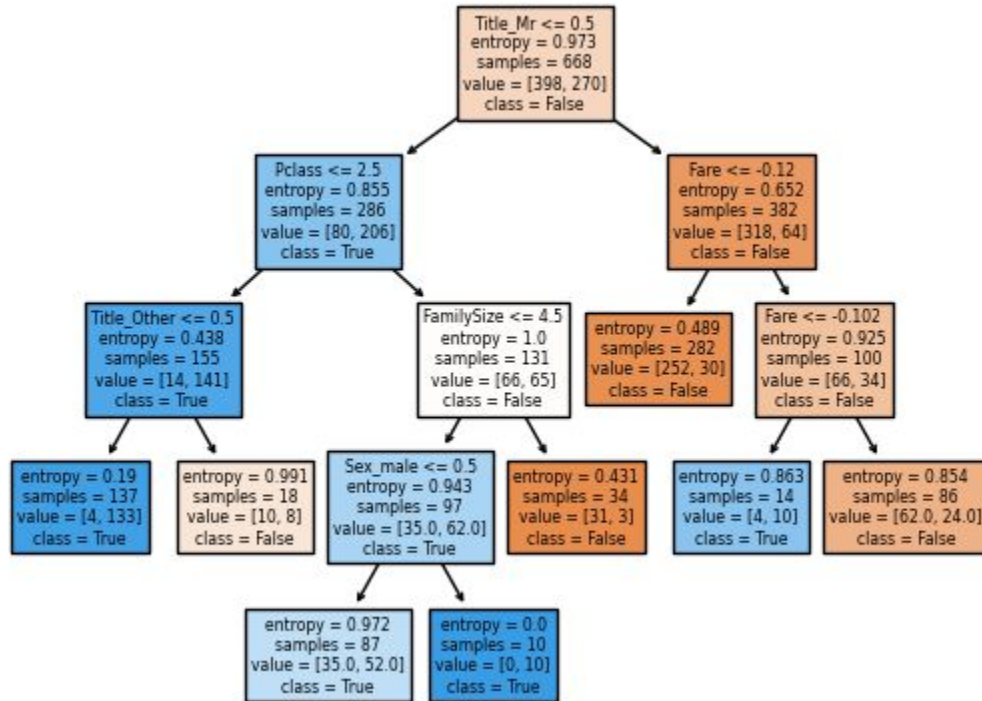 Title_Mr <= 0.5
entropy = 0.973
samples = 668
value = [398, 270]
class = False
Pclass <= 2.5
entropy = 0.855
samples = 286
value = [80, 206]
class = True
Fare <= -0.12
entropy = 0.652
samples = 382
value = [318, 64]
class = False
Title_Other <= 0.5
entropy = 0.438
samples = 155
value = [14, 141]
class = True
FamilySize <= 4.5
entropy = 1.0
samples = 131
value = [66, 65]
class = False
entropy = 0.489
samples = 282
value = [252, 30]
class = False
Fare <= -0.102
entropy = 0.925
samples = 100
value = [66, 34]
class = False
entropy = 0.19
samples = 137
value = [4, 133]
class = True
entropy = 0.991
samples = 18
value = [10, 8]
class = False
Sex_male <= 0.5
entropy = 0.943
samples = 97
value = [35.0, 62.0]
class = True
entropy = 0.431
samples = 34
value = [31, 3]
class = False
entropy = 0.863
samples = 14
value = [4, 10]
class = True
entropy = 0.854
samples = 86
value = [62.0, 24.0]
class = False
entropy = 0.972
samples = 87
value = [35.0, 52.0]
class = True
entropy = 0.0
samples = 10
value = [0, 10]
class = True